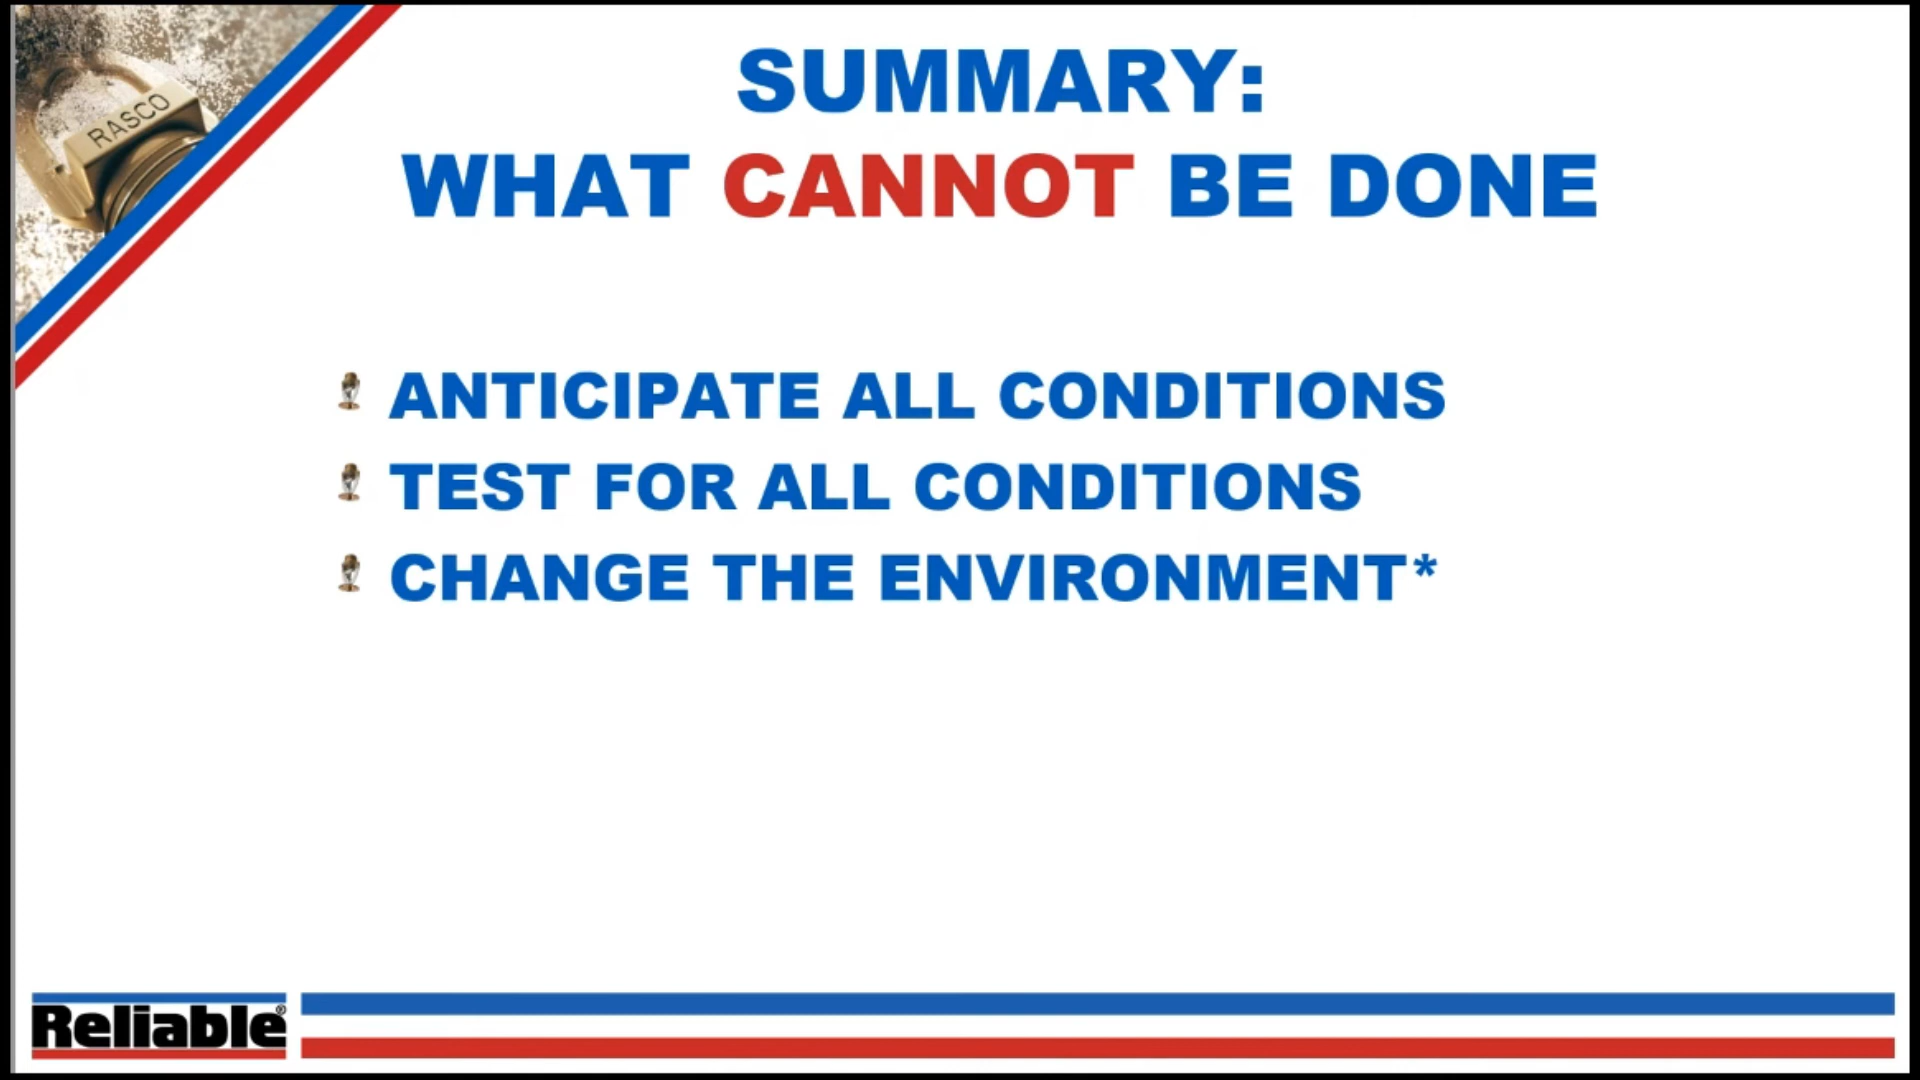 RASCO
SUMMARY:
WHAT CANNOT BE DONE
ANTICIPATE ALL CONDITIONS
TEST FOR ALL CONDITIONS
CHANGE THE ENVIRONMENT*
Reliable®